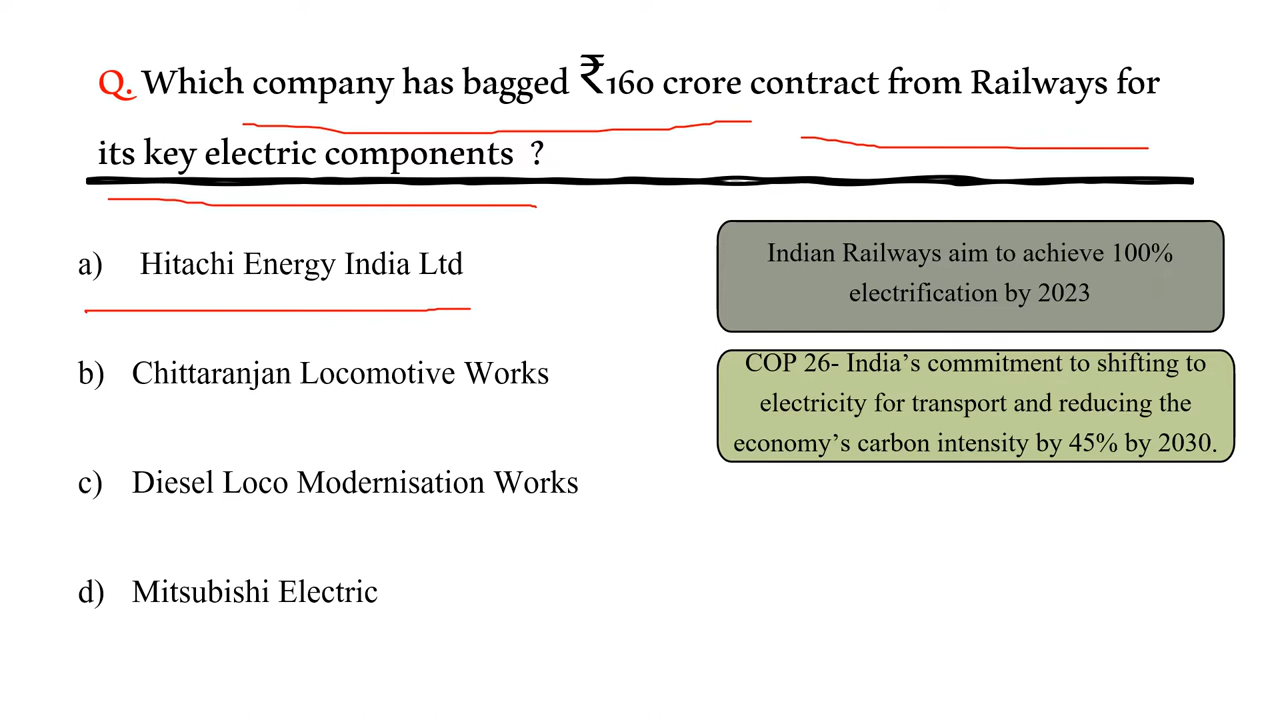 Q. Which company has bagged ₹160 crore contract from Railways for
its key electric components ?
a) Hitachi Energy India Ltd
b) Chittaranjan Locomotive Works
c) Diesel Loco Modernisation Works
d) Mitsubishi Electric
Indian Railways aim to achieve 100%
electrification by 2023
COP 26- India’s commitment to shifting to
electricity for transport and reducing the
economy’s carbon intensity by 45% by 2030.